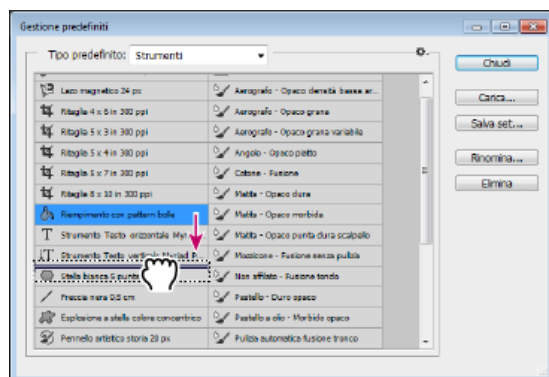 Gestione predefiniti
Tipo predefinito: Strumenti
Chiudi
Carica...
Salva set...
Rinomina...
Elimina
Lazo magnetico 24 px
Ritaglia 4 x 6 in 300 ppi
Ritaglia 5 x 3 in 300 ppi
Ritaglia 5 x 4 in 300 ppi
Ritaglia 5 x 7 in 300 ppi
Ritaglia 8 x 10 in 300 ppi
Riempimento con pattern bolle
Strumento Testo orizzontale Myr
Strumento Testo verticale Myriad P...
Stella bianca 5 punte
Freccia nera 0.5 cm
Esplosione a stella colore concentrico
Pennello artistico storia 20 px
Aerografo - Opaco densità bassa ar...
Aerografo - Opaco grana
Aerografo - Opaco grana variabile
Angolo - Opaco piatto
Cotone - Fusione
Matita - Opaco dura
Matita - Opaco morbida
Matita - Opaco punta dura scalpello
Mazzicone - Fusione senza pulizia
Non affilato - Fusione tondo
Pastello - Duro opaco
Pastello a olio - Morbido opaco
Pulizia automatica fusione tronco